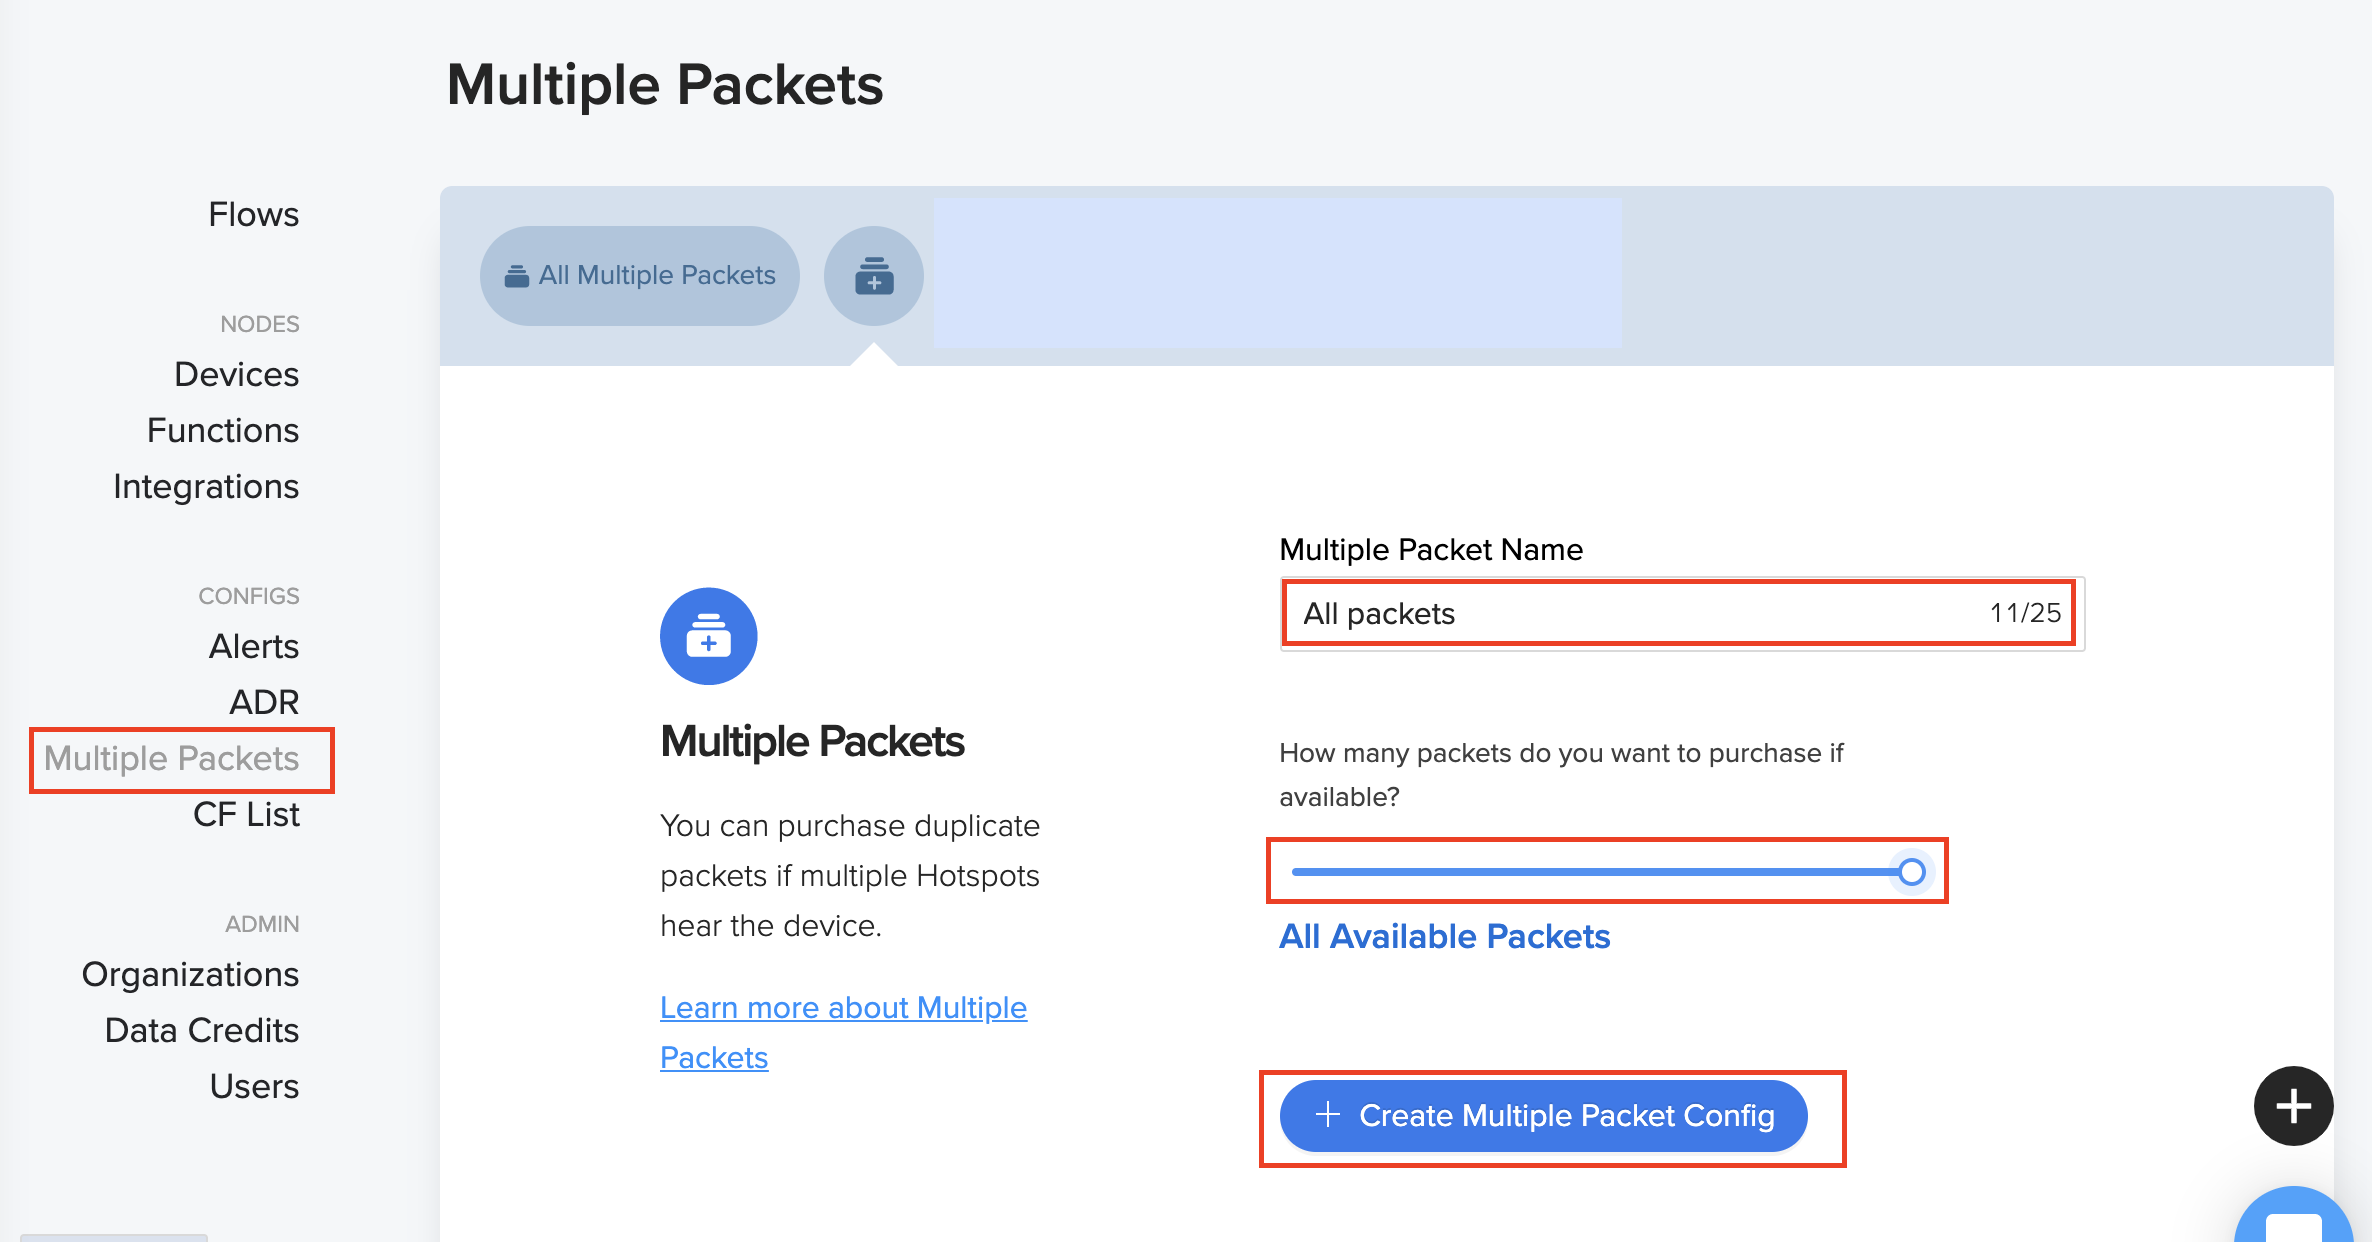 Multiple Packets
Flows
NODES
Devices
Functions
Integrations
CONFIGS
Alerts
ADR
Multiple Packets
CF List
ADMIN
Organizations
Data Credits
Users
All Multiple Packets
Multiple Packets
You can purchase duplicate
packets if multiple Hotspots
hear the device.
Learn more about Multiple
Packets
Multiple Packet Name
All packets 11/25
How many packets do you want to purchase if
available?
All Available Packets
Create Multiple Packet Config